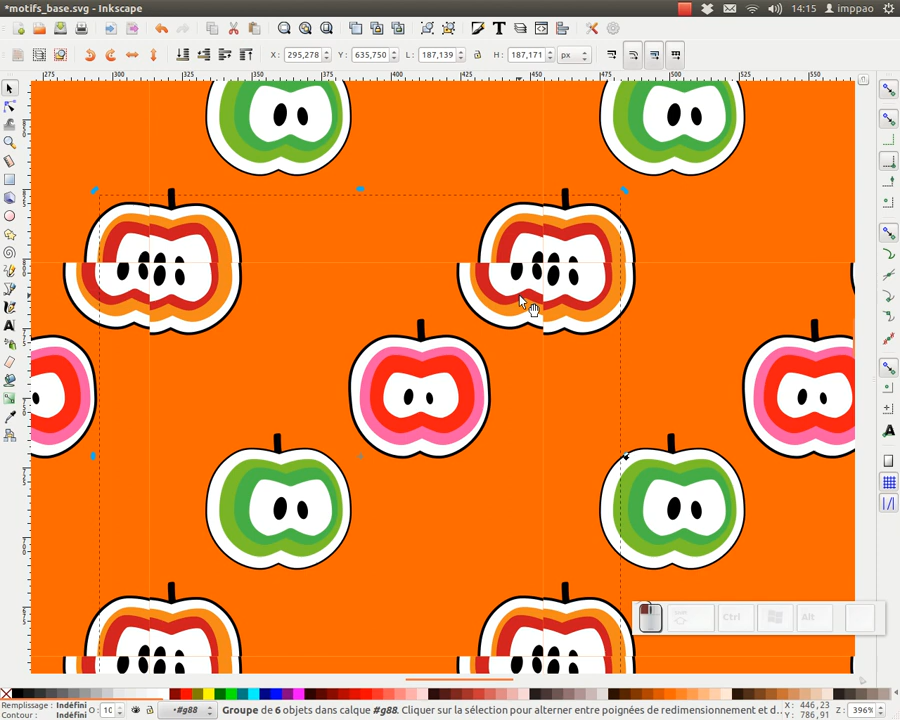 *motifs_base.svg - Inkscape
14:15 imppao
X: 295,278 Y: 635,750 L: 187,139 H: 187,171 px
275 300 325 350 375 400 425 450 475 500 525 550
Ctrl Alt
Remplissage : Indéfini
Contour : Indéfini
O: 10
•#g88
Groupe de 6 objets dans calque #g88. Cliquer sur la sélection pour alterner entre poignées de redimensionnement et d…
X: 446,23
Y: 786,91
Z: 396%